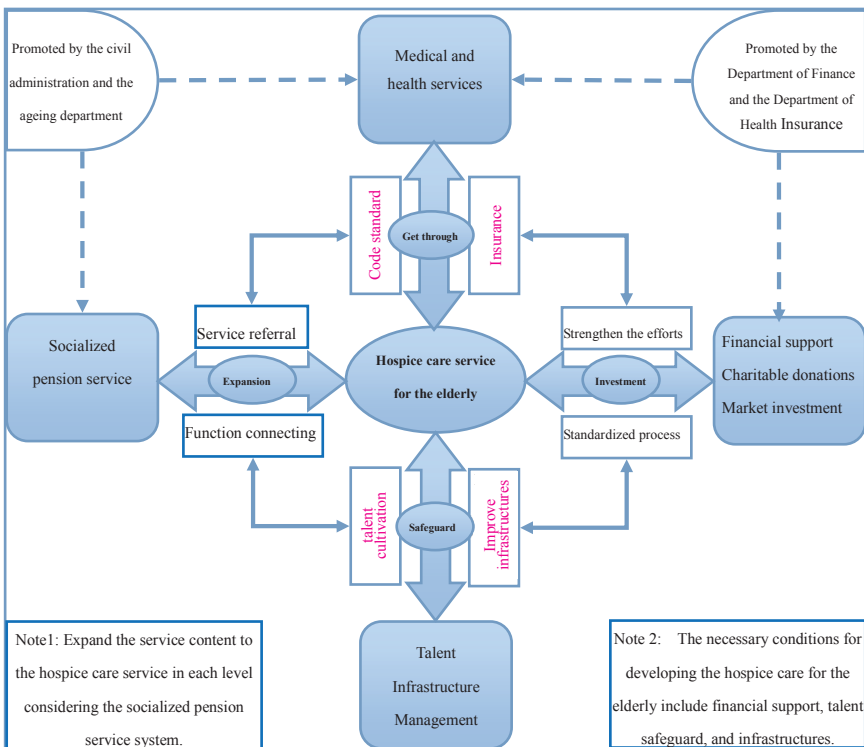 Promoted by the civil
administration and the
ageing department
Medical and
health services
Promoted by the
Department of Finance
and the Department of
Health Insurance
Code standard
Get through
Insurance
Service referral
Strengthen the efforts
Socialized
pension service
Expansion
Hospice care service
for the elderly
Investment
Financial support
Charitable donations
Market investment
Function connecting
Standardized process
talent
cultivation
Safeguard
Improve
infrastructures
Talent
Infrastructure
Management
Note1: Expand the service content to
the hospice care service in each level
considering the socialized pension
service system.
Note 2: The necessary conditions for
developing the hospice care for the
elderly include financial support, talent
safeguard, and infrastructures.